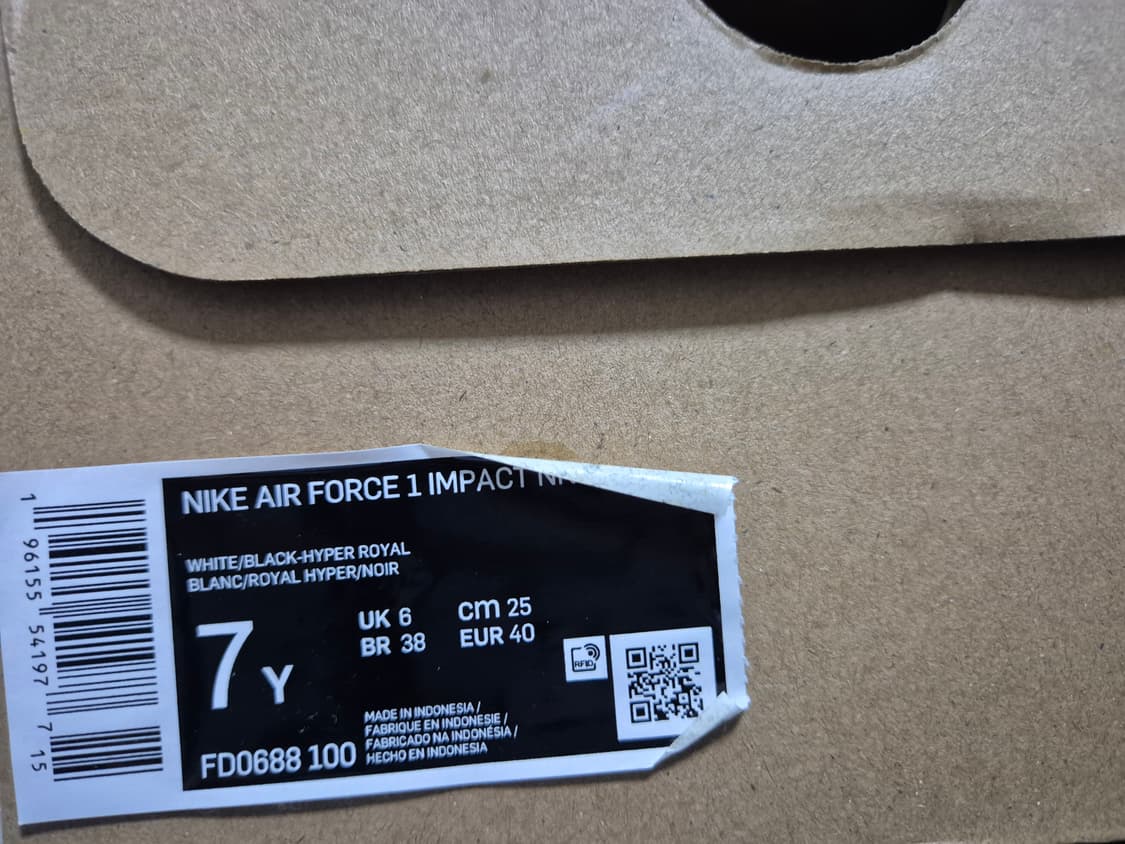 NIKE AIR FORCE 1 IMPACT
WHITE/BLACK-HYPER ROYAL
BLANC/ROYAL HYPER/NOIR
7 Y
UK 6 cm 25
BR 38 EUR 40
RFID
MADE IN INDONESIA /
FABRIQUE EN INDONESIE /
FABRICADO NA INDONÉSIA /
HECHO EN INDONESIA
FD0688 100
1 96155 54197 7 15